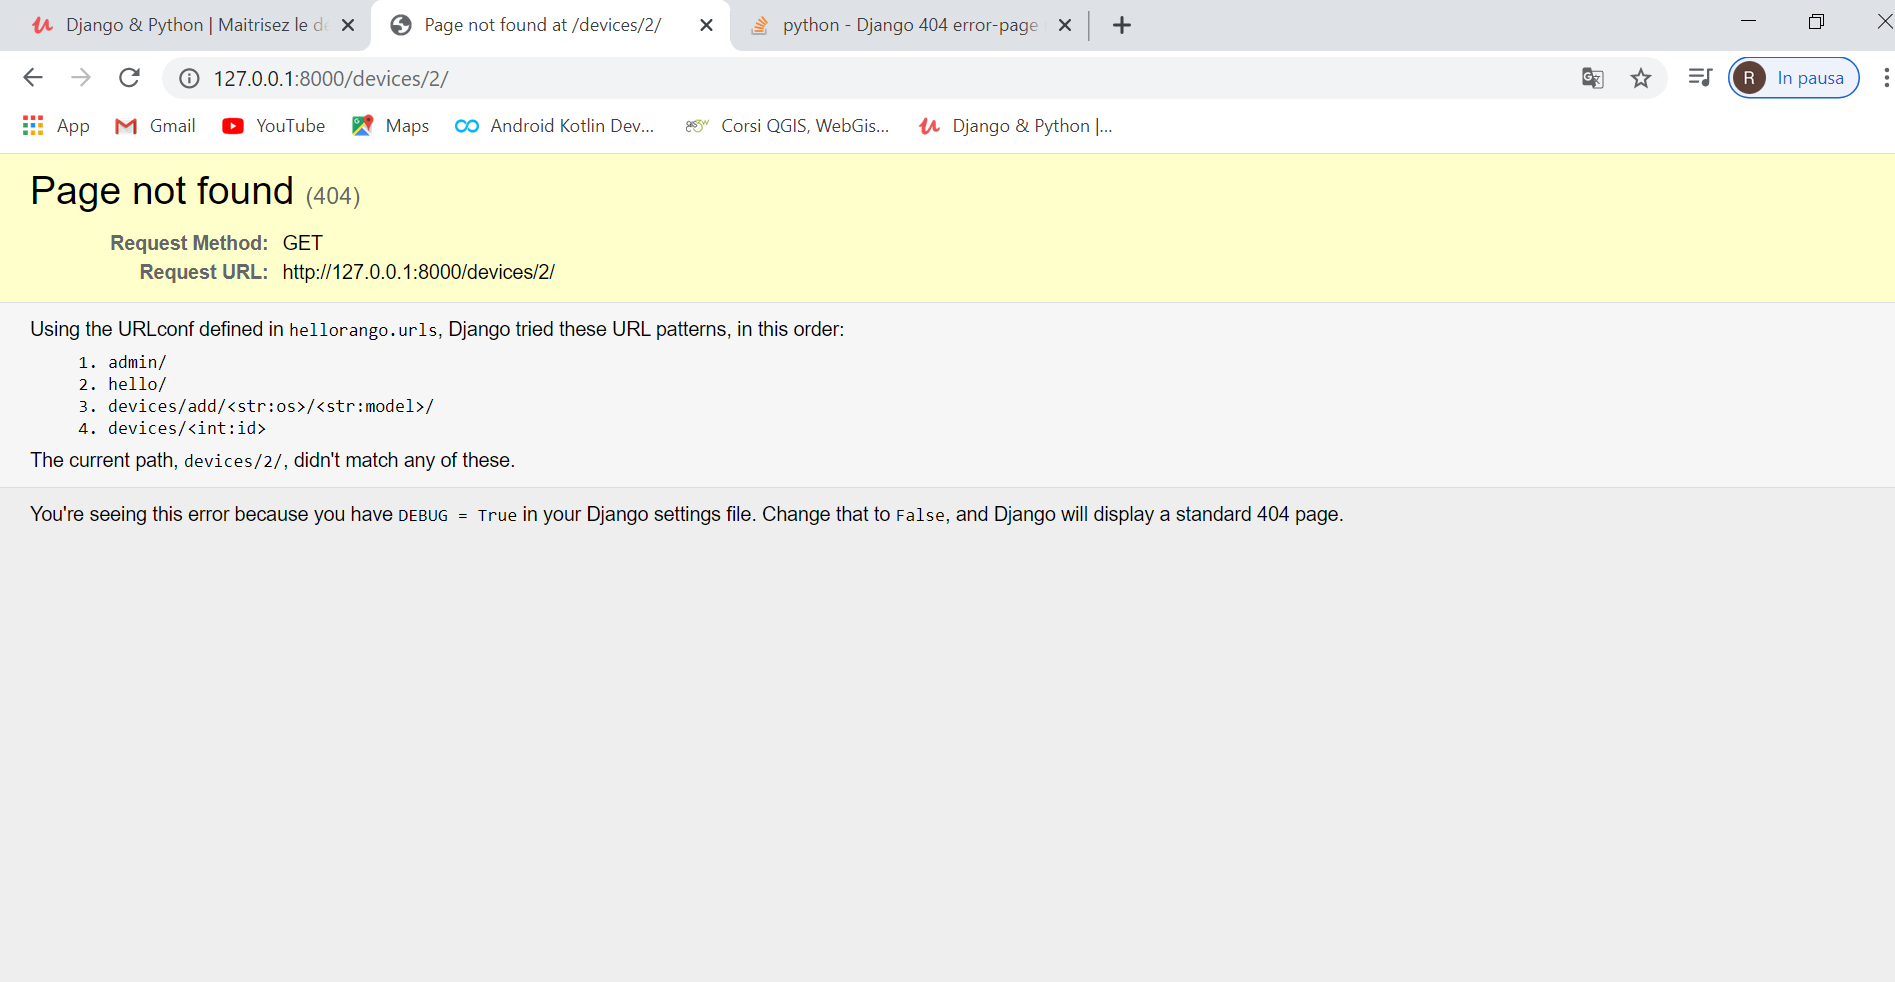 Django & Python | Maitrisez le de
Page not found at /devices/2/
python - Django 404 error-page
127.0.0.1:8000/devices/2/
R In pausa
App
Gmail
YouTube
Maps
Android Kotlin Dev...
Corsi QGIS, WebGis...
Django & Python |...
Page not found (404)
Request Method: GET
Request URL: http://127.0.0.1:8000/devices/2/
Using the URLconf defined in hellorango.urls, Django tried these URL patterns, in this order:
1. admin/
2. hello/
3. devices/add/<str:os>/<str:model>/
4. devices/<int:id>
The current path, devices/2/, didn't match any of these.
You're seeing this error because you have DEBUG = True in your Django settings file. Change that to False, and Django will display a standard 404 page.